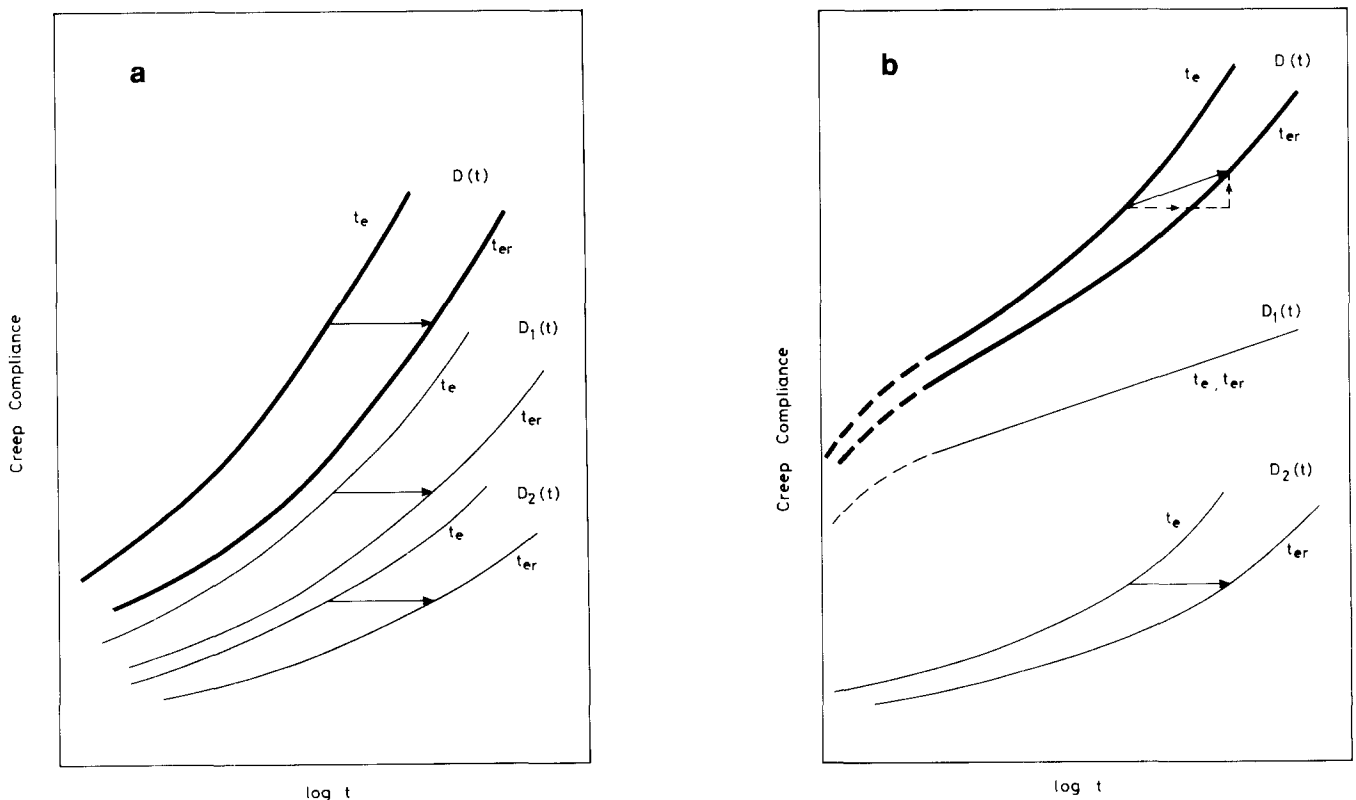 a
D(t)
te
ter
D1(t)
te
ter
D2(t)
te
ter
Creep Compliance
log t
b
D(t)
te
ter
D1(t)
te, ter
D2(t)
te
ter
Creep Compliance
log t